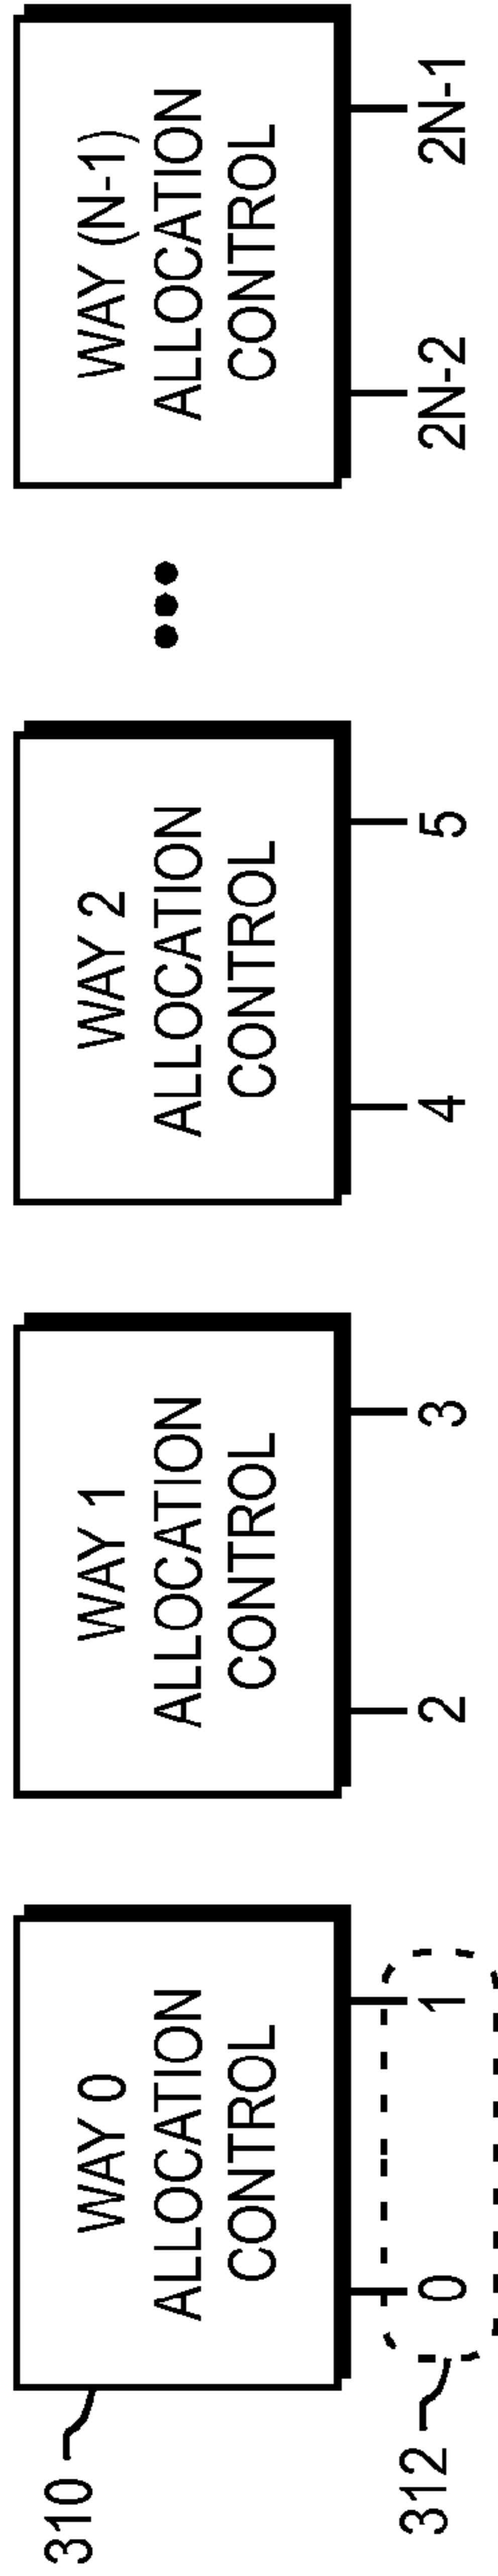 310
WAY 0
ALLOCATION
CONTROL
WAY 1
ALLOCATION
CONTROL
WAY 2
ALLOCATION
CONTROL
WAY (N-1)
ALLOCATION
CONTROL
312
0
1
2
3
4
5
2N-2
2N-1